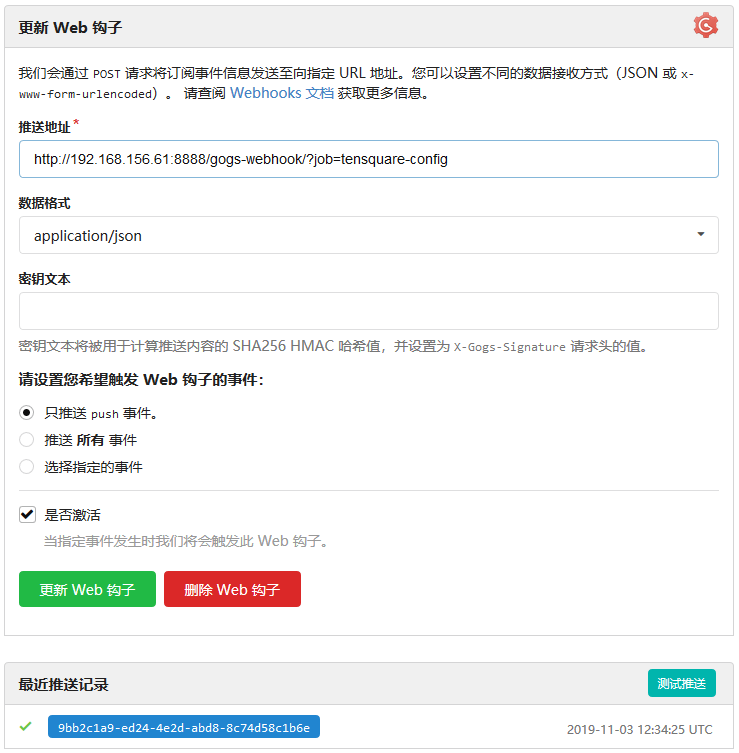 更新 Web 钩子
我们会通过 POST 请求将订阅事件信息发送至向指定 URL 地址。您可以设置不同的数据接收方式（JSON 或 x-
www-form-urlencoded）。 请查阅 Webhooks 文档 获取更多信息。
推送地址*
http://192.168.156.61:8888/gogs-webhook/?job=tensquare-config
数据格式
application/json
密钥文本
密钥文本将被用于计算推送内容的 SHA256 HMAC 哈希值，并设置为 X-Gogs-Signature 请求头的值。
请设置您希望触发 Web 钩子的事件：
只推送 push 事件。
推送 所有 事件
选择指定的事件
是否激活
当指定事件发生时我们将会触发此 Web 钩子。
更新 Web 钩子 删除 Web 钩子
最近推送记录 测试推送
9bb2c1a9-ed24-4e2d-abd8-8c74d58c1b6e 2019-11-03 12:34:25 UTC